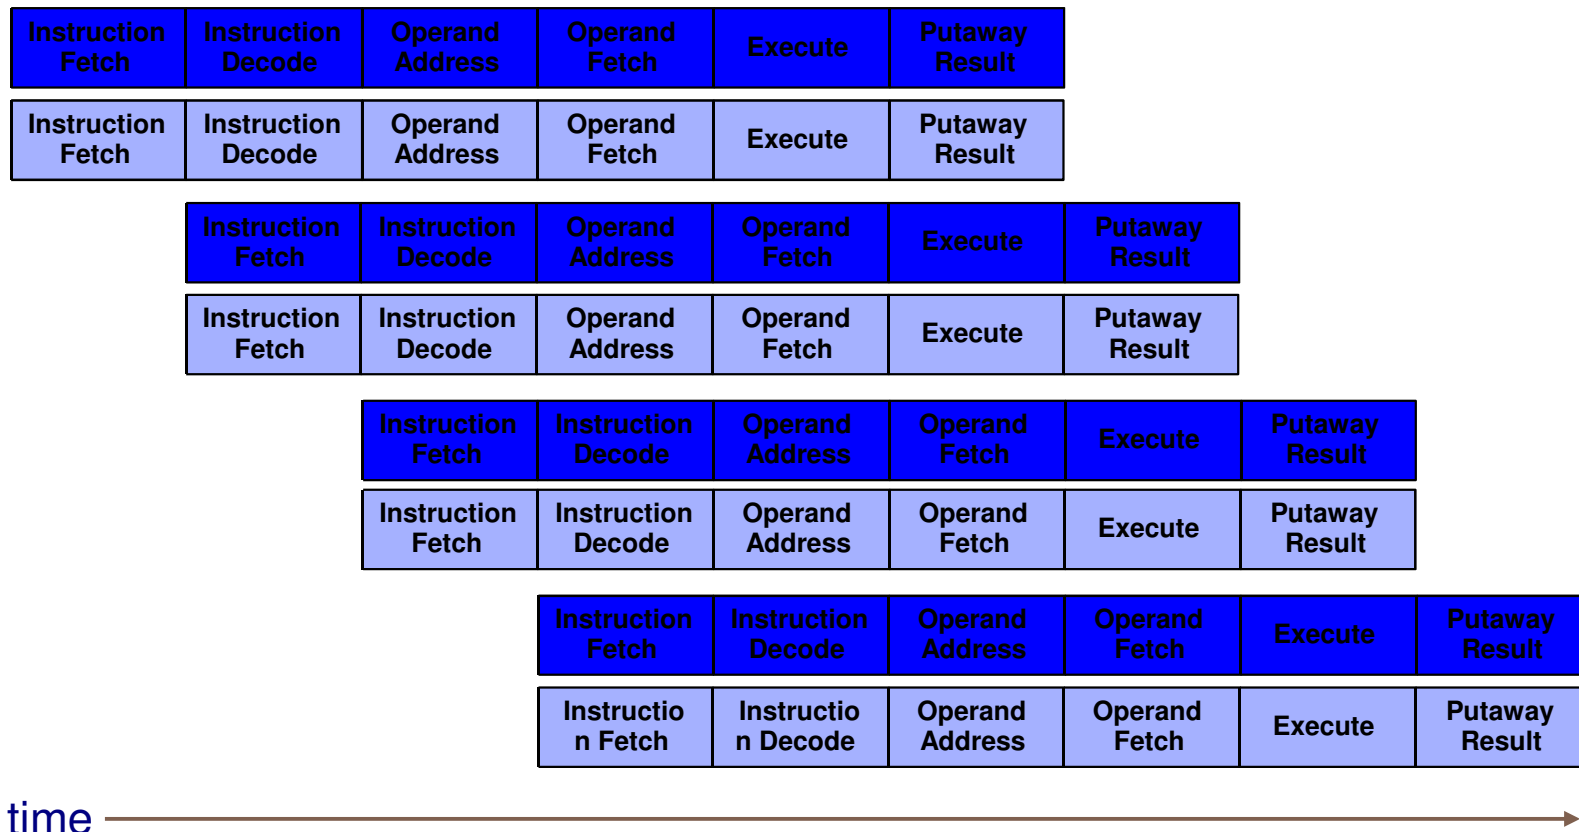 Instruction Instruction Operand Operand Execute Putaway
Fetch Decode Address Fetch Result
Instruction Instruction Operand Operand Execute Putaway
Fetch Decode Address Fetch Result
Instruction Instruction Operand Operand Execute Putaway
Fetch Decode Address Fetch Result
Instruction Instruction Operand Operand Execute Putaway
Fetch Decode Address Fetch Result
Instruction Instruction Operand Operand Execute Putaway
Fetch Decode Address Fetch Result
Instruction Instruction Operand Operand Execute Putaway
Fetch Decode Address Fetch Result
Instruction Instruction Operand Operand Execute Putaway
Fetch Decode Address Fetch Result
Instructio Instructio Operand Operand Execute Putaway
n Fetch n Decode Address Fetch Result
time